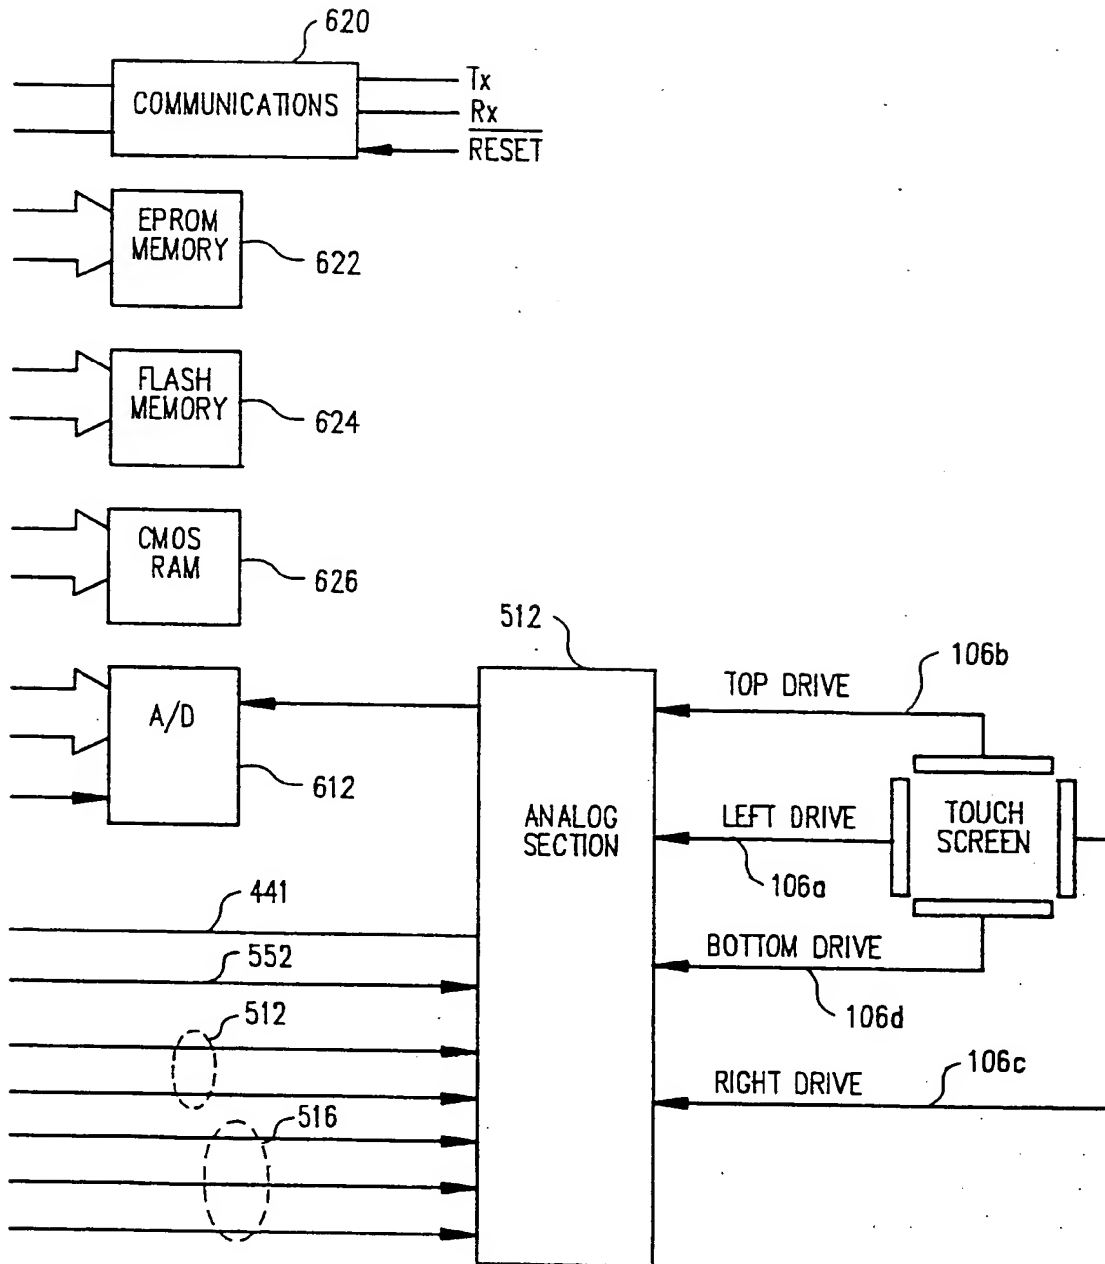 620
COMMUNICATIONS
Tx
Rx
RESET
EPROM
MEMORY
622
FLASH
MEMORY
624
CMOS
RAM
626
512
A/D
612
TOP DRIVE
106b
ANALOG
SECTION
LEFT DRIVE
106a
TOUCH
SCREEN
441
552
BOTTOM DRIVE
106d
512
516
RIGHT DRIVE
106c